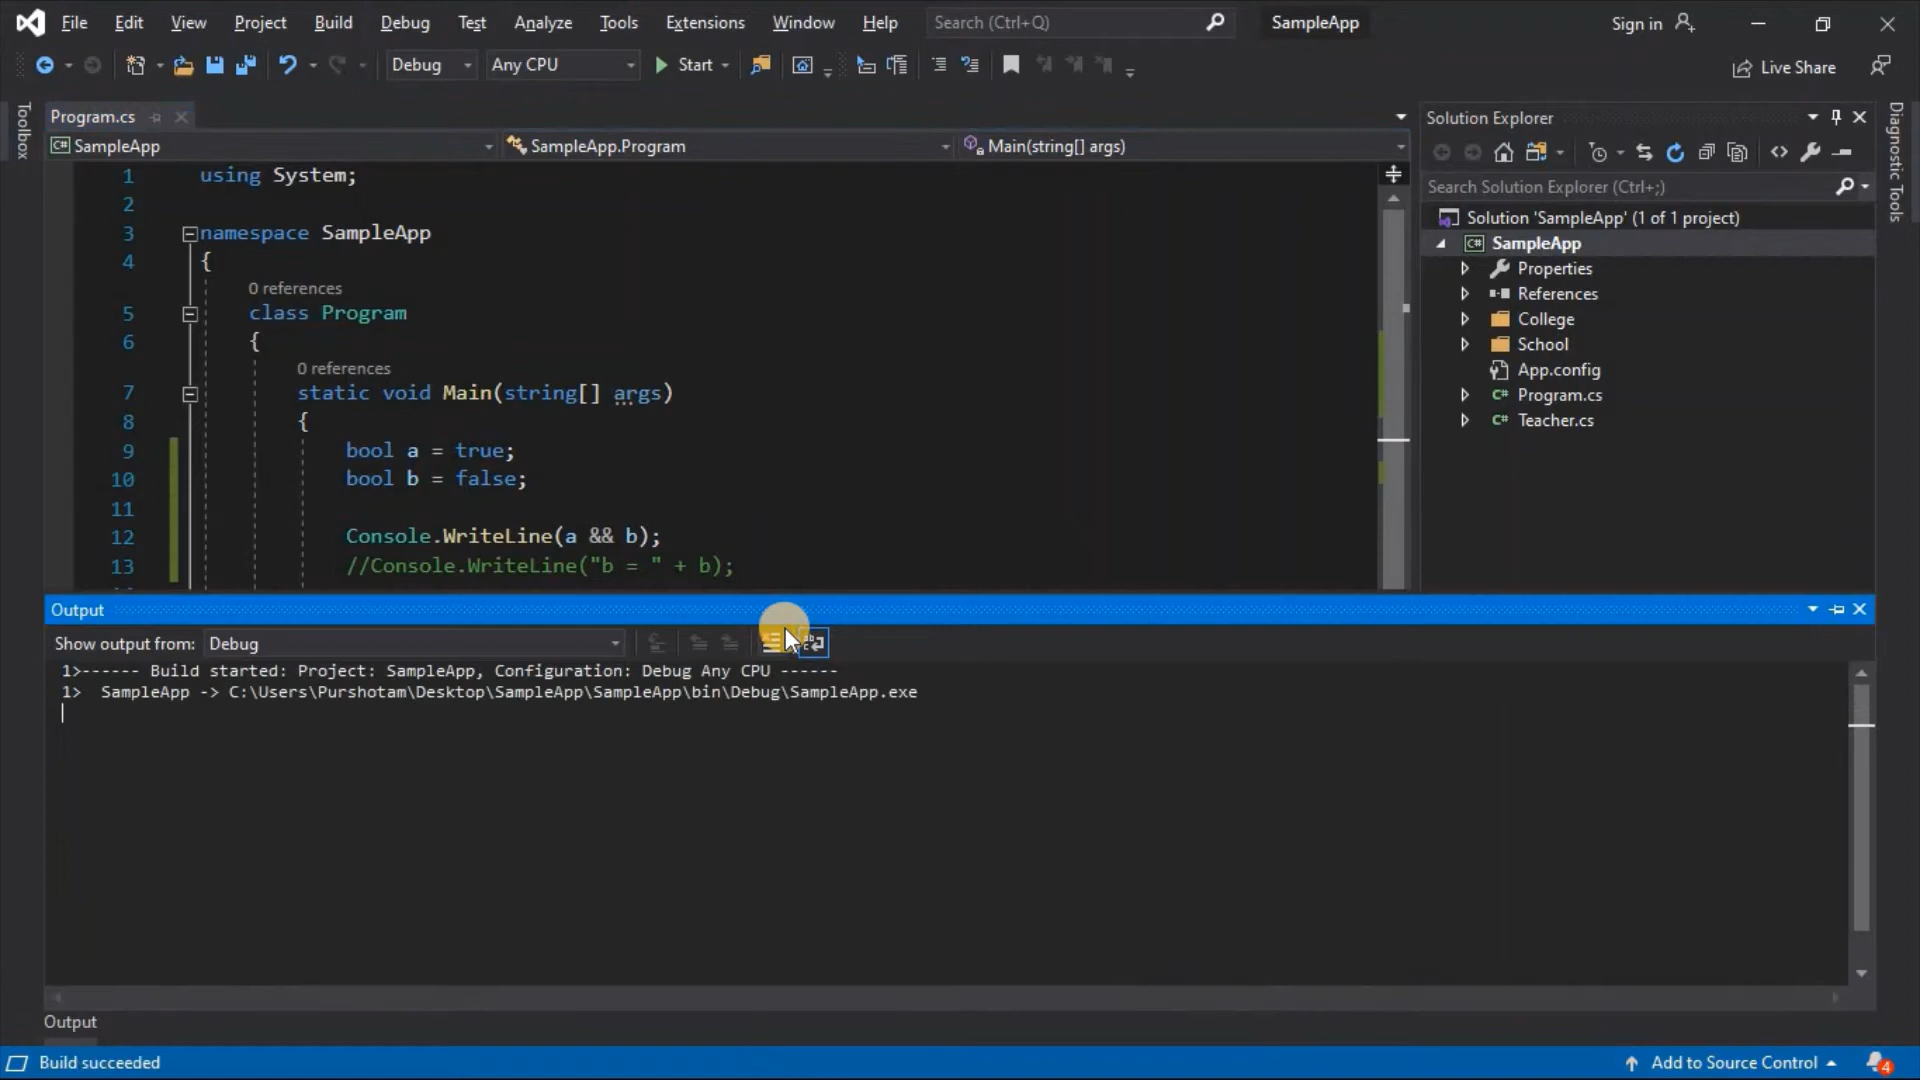 File Edit View Project Build Debug Test Analyze Tools Extensions Window Help Search (Ctrl+Q) SampleApp Sign in
Debug Any CPU Start Live Share
Toolbox
Program.cs
SampleApp SampleApp.Program Main(string[] args)
1 using System;
2
3 namespace SampleApp
4 {
0 references
5 class Program
6 {
0 references
7 static void Main(string[] args)
8 {
9 bool a = true;
10 bool b = false;
11
12 Console.WriteLine(a && b);
13 //Console.WriteLine("b = " + b);
Solution Explorer
Search Solution Explorer (Ctrl+;)
Solution 'SampleApp' (1 of 1 project)
SampleApp
Properties
References
College
School
App.config
Program.cs
Teacher.cs
Diagnostic Tools
Output
Show output from: Debug
1>------ Build started: Project: SampleApp, Configuration: Debug Any CPU ------
1> SampleApp -> C:\Users\Purshotam\Desktop\SampleApp\SampleApp\bin\Debug\SampleApp.exe
Output
Build succeeded Add to Source Control 4